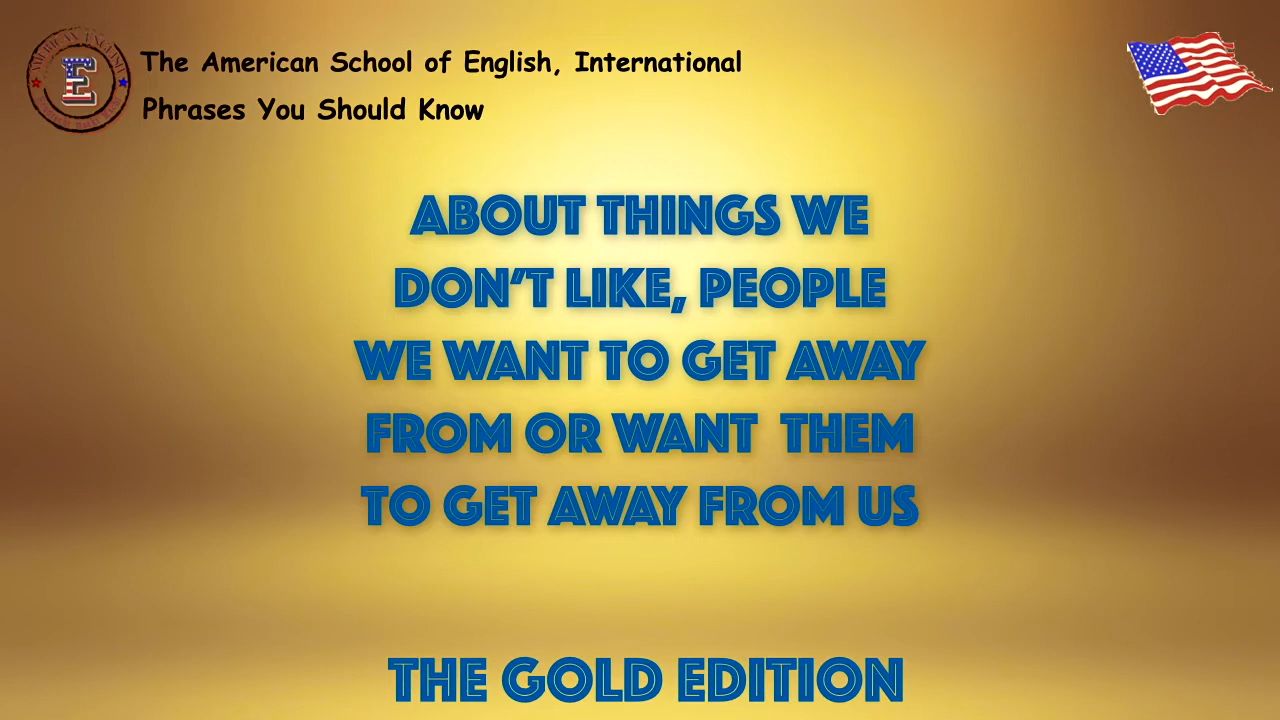 The American School of English, International
Phrases You Should Know
ABOUT THINGS WE
DON'T LIKE, PEOPLE
WE WANT TO GET AWAY
FROM OR WANT THEM
TO GET AWAY FROM US
THE GOLD EDITION